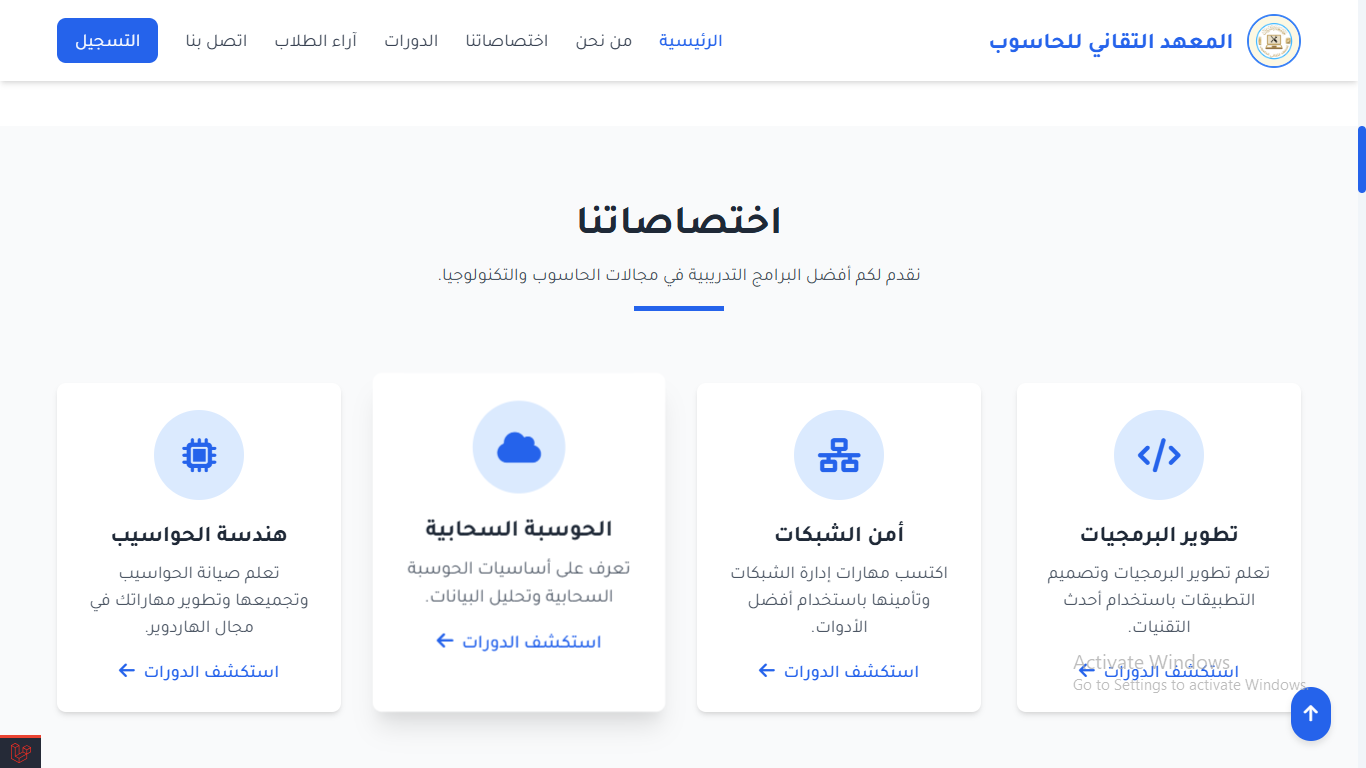 المعهد التقاني للحاسوب
الرئيسية
من نحن
اختصاصاتنا
الدورات
آراء الطلاب
اتصل بنا
التسجيل
اختصاصاتنا
نقدم لكم أفضل البرامج التدريبية في مجالات الحاسوب والتكنولوجيا.
تطوير البرمجيات
تعلم تطوير البرمجيات وتصميم
التطبيقات باستخدام أحدث
التقنيات.
استكشف الدورات
أمن الشبكات
اكتسب مهارات إدارة الشبكات
وتأمينها باستخدام أفضل
الأدوات.
استكشف الدورات
الحوسبة السحابية
تعرف على أساسيات الحوسبة
السحابية وتحليل البيانات.
استكشف الدورات
هندسة الحواسيب
تعلم صيانة الحواسيب
وتجميعها وتطوير مهاراتك في
مجال الهاردوير.
استكشف الدورات
Activate Windows
Go to Settings to activate Windows.